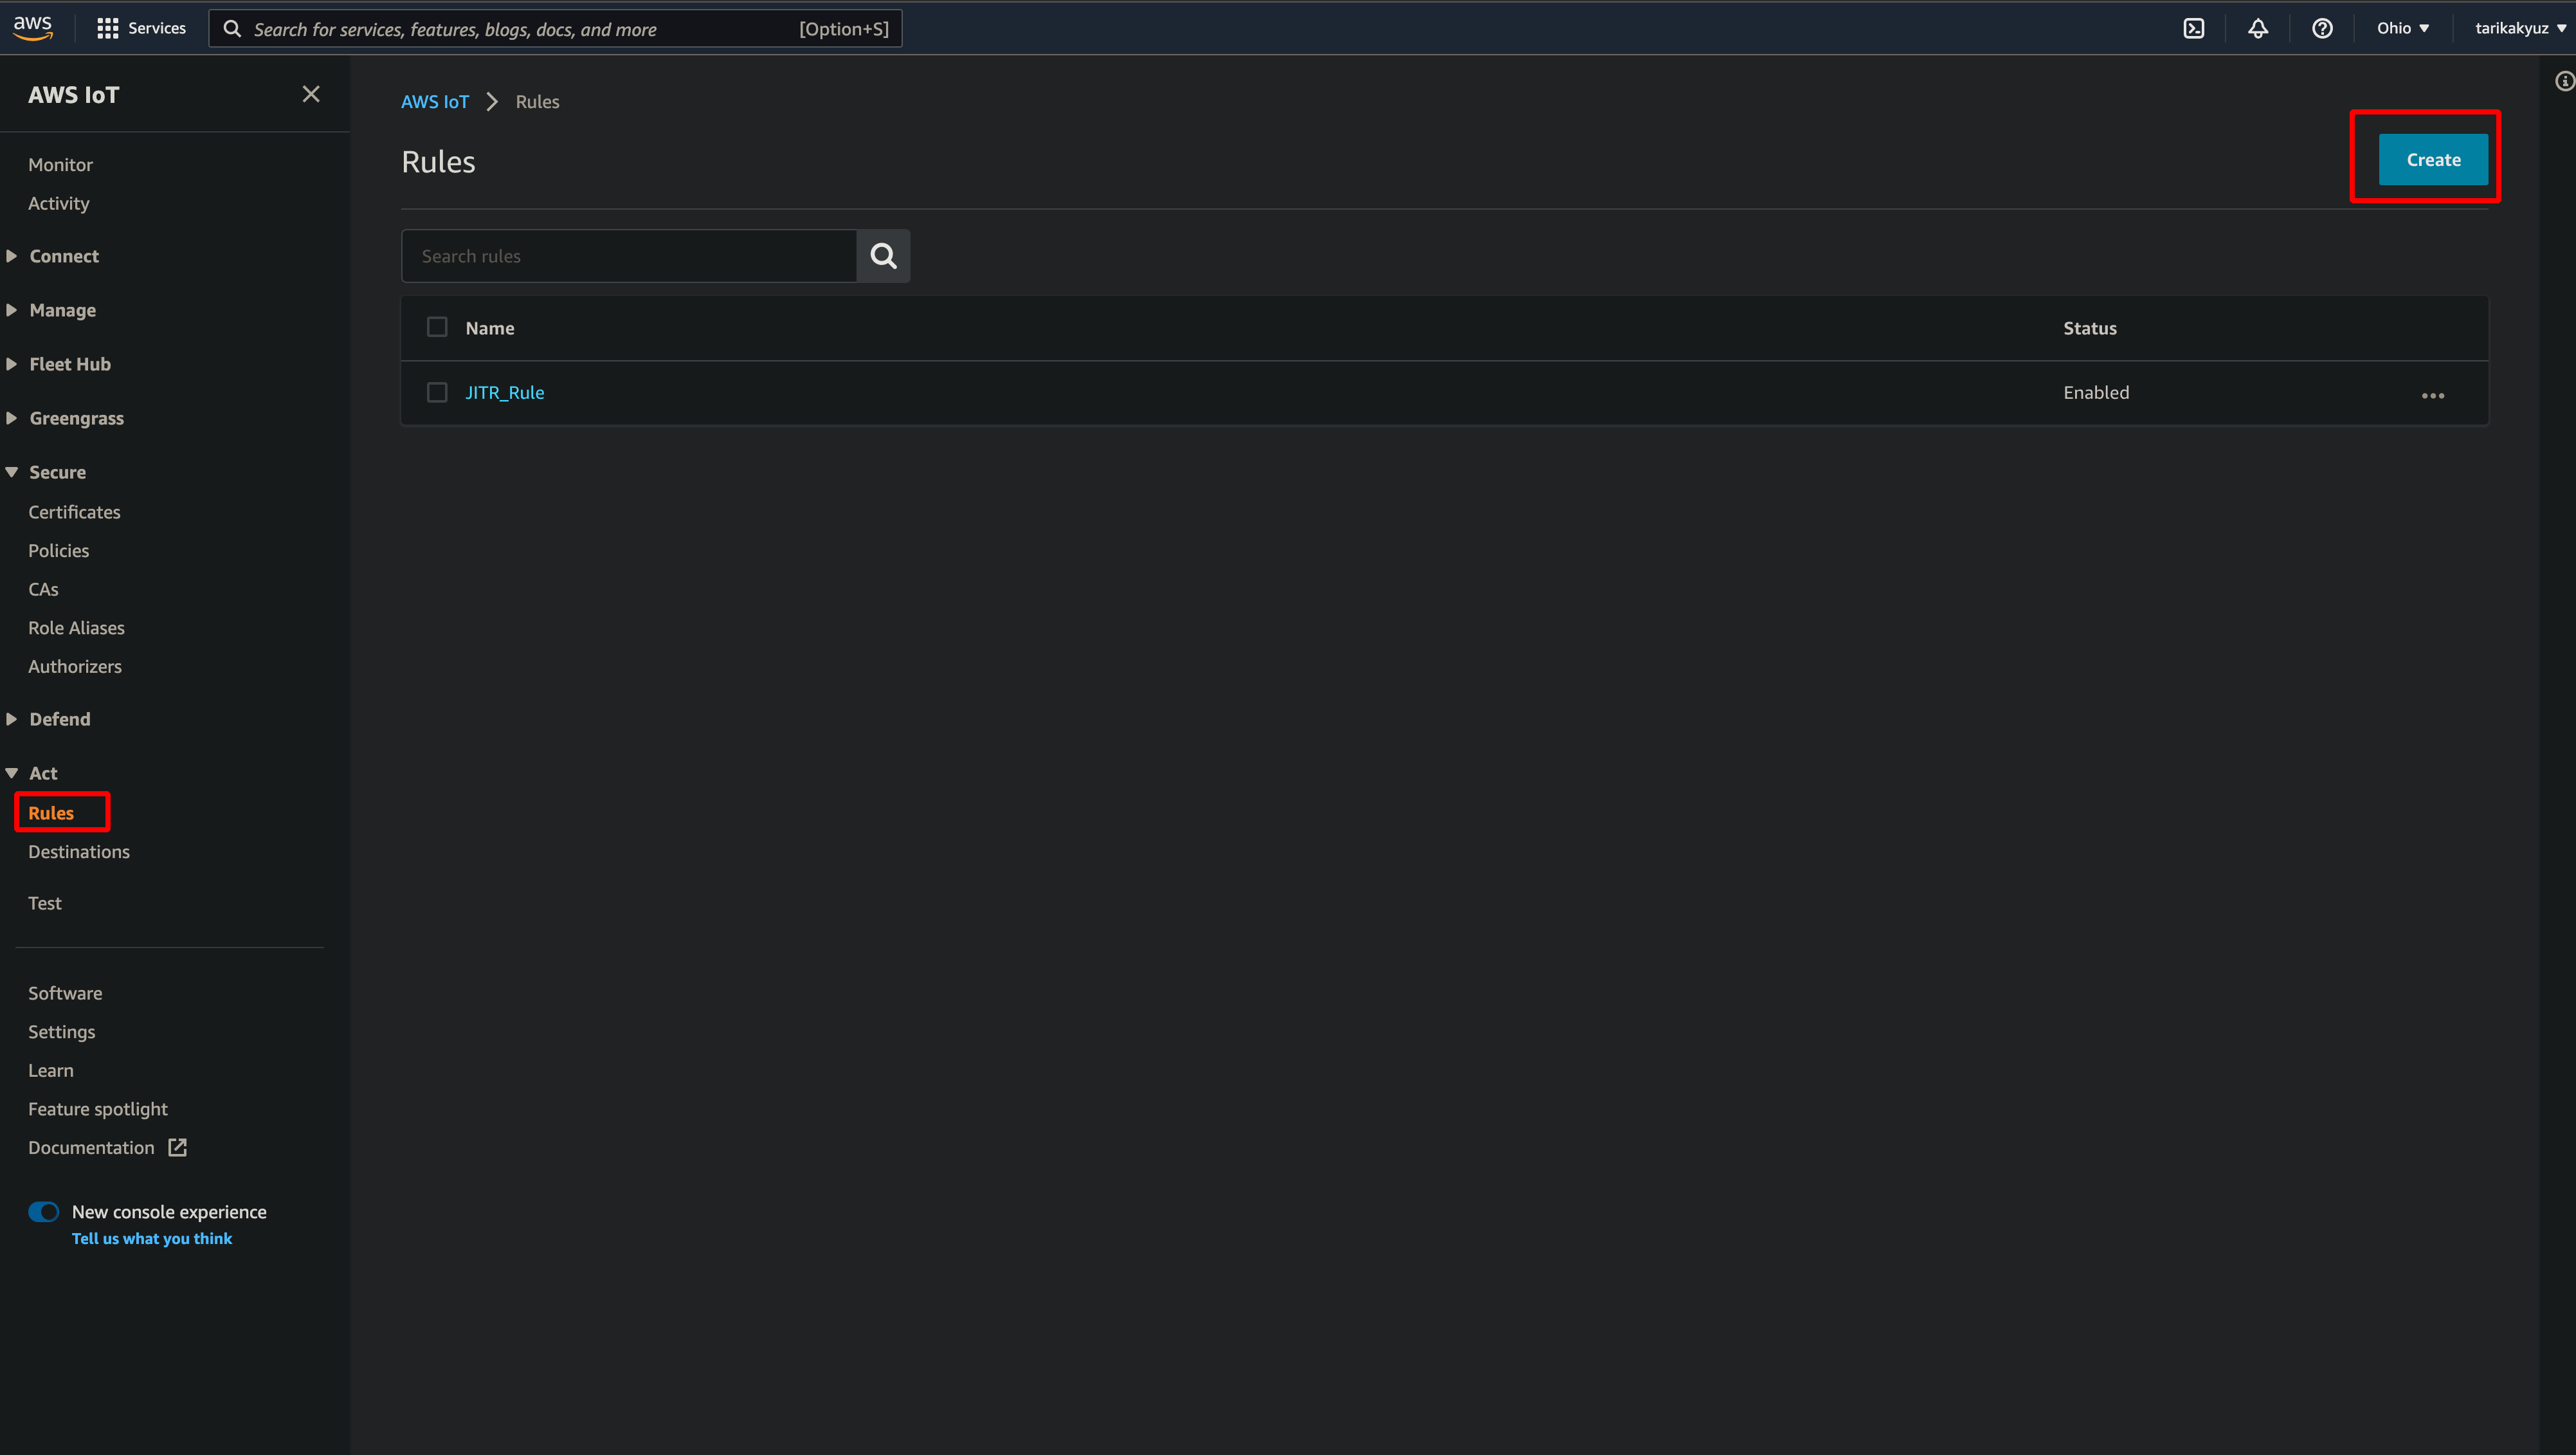 aws
Services
Search for services, features, blogs, docs, and more
[Option+S]
Ohio
tarikakyuz
AWS IoT
Monitor
Activity
Connect
Manage
Fleet Hub
Greengrass
Secure
Certificates
Policies
CAs
Role Aliases
Authorizers
Defend
Act
Rules
Destinations
Test
Software
Settings
Learn
Feature spotlight
Documentation
New console experience
Tell us what you think
AWS IoT > Rules
Rules
Create
Search rules
Name Status
JITR_Rule Enabled